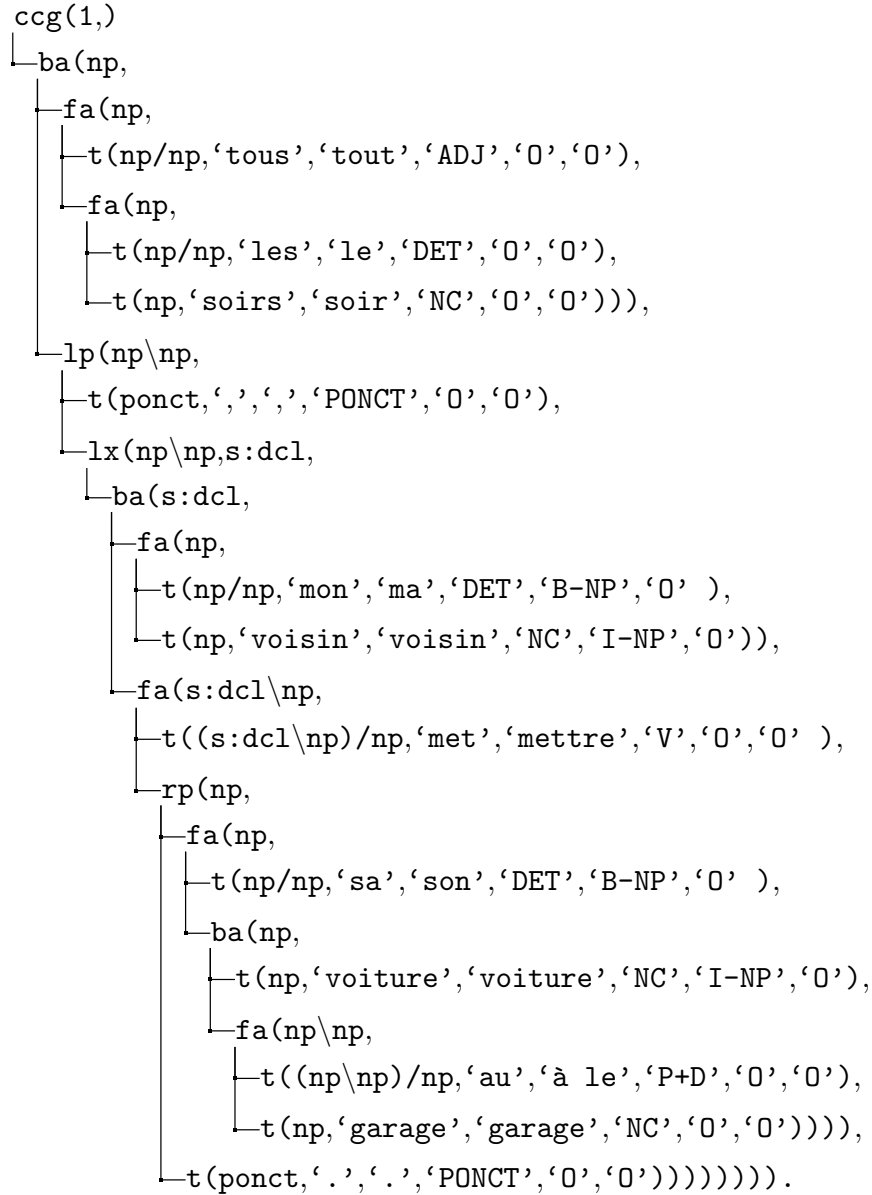 ccg(1,)
ba(np,
fa(np,
t(np/np,‘tous’,‘tout’,‘ADJ’,‘O’,‘O’),
fa(np,
t(np/np,‘les’,‘le’,‘DET’,‘O’,‘O’),
t(np,‘soirs’,‘soir’,‘NC’,‘O’,‘O’))),
lp(np\np,
t(ponct,‘,’,‘,’,‘PONCT’,‘O’,‘O’),
lx(np\np,s:dcl,
ba(s:dcl,
fa(np,
t(np/np,‘mon’,‘ma’,‘DET’,‘B-NP’,‘O’ ),
t(np,‘voisin’,‘voisin’,‘NC’,‘I-NP’,‘O’)),
fa(s:dcl\np,
t((s:dcl\np)/np,‘met’,‘mettre’,‘V’,‘O’,‘O’ ),
rp(np,
fa(np,
t(np/np,‘sa’,‘son’,‘DET’,‘B-NP’,‘O’ ),
ba(np,
t(np,‘voiture’,‘voiture’,‘NC’,‘I-NP’,‘O’),
fa(np\np,
t((np\np)/np,‘au’,‘à le’,‘P+D’,‘O’,‘O’),
t(np,‘garage’,‘garage’,‘NC’,‘O’,‘O’)))),
t(ponct,‘.’,‘.’,‘PONCT’,‘O’,‘O’)))))))).